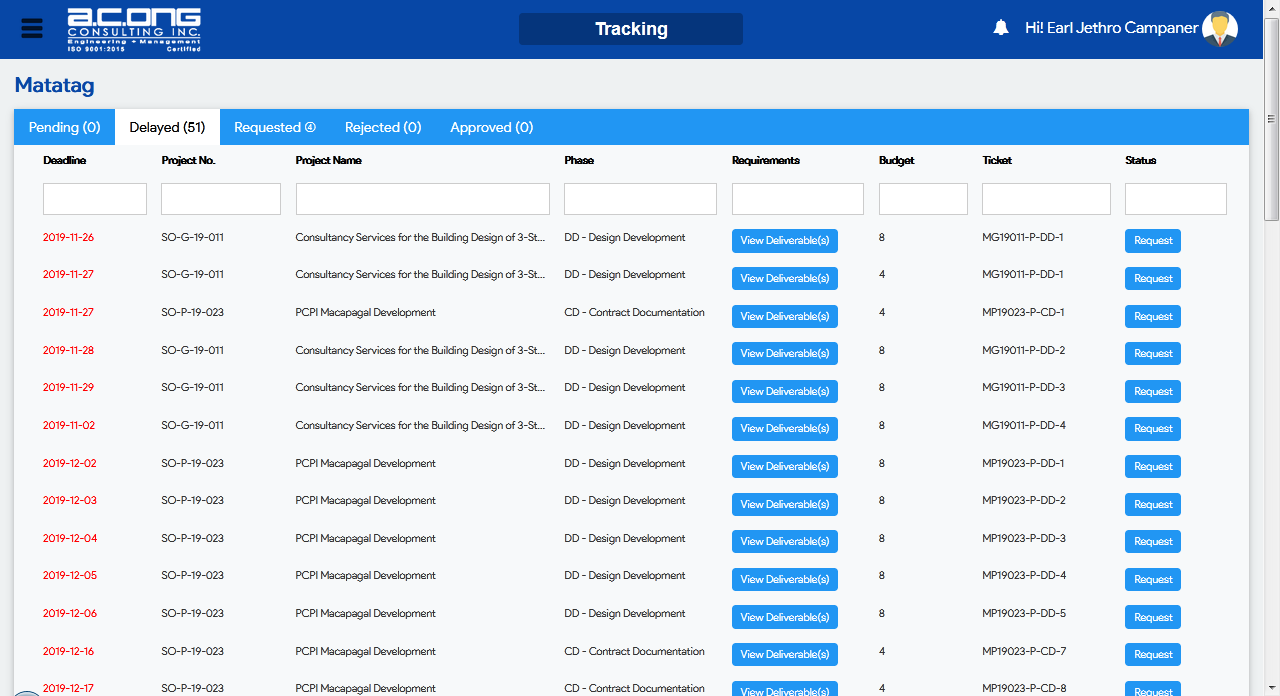 a.c.ong
CONSULTING INC.
Engineering + Management
ISO 9001:2015 Certified
Tracking
Hi! Earl Jethro Campaner
Matatag
Pending (0) Delayed (51) Requested ④ Rejected (0) Approved (0)
Deadline Project No. Project Name Phase Requirements Budget Ticket Status
2019-11-26 SO-G-19-011 Consultancy Services for the Building Design of 3-St... DD - Design Development View Deliverable(s) 8 MG19011-P-DD-1 Request
2019-11-27 SO-G-19-011 Consultancy Services for the Building Design of 3-St... DD - Design Development View Deliverable(s) 4 MG19011-P-DD-1 Request
2019-11-27 SO-P-19-023 PCPI Macapagal Development CD - Contract Documentation View Deliverable(s) 4 MP19023-P-CD-1 Request
2019-11-28 SO-G-19-011 Consultancy Services for the Building Design of 3-St... DD - Design Development View Deliverable(s) 8 MG19011-P-DD-2 Request
2019-11-29 SO-G-19-011 Consultancy Services for the Building Design of 3-St... DD - Design Development View Deliverable(s) 8 MG19011-P-DD-3 Request
2019-11-02 SO-G-19-011 Consultancy Services for the Building Design of 3-St... DD - Design Development View Deliverable(s) 8 MG19011-P-DD-4 Request
2019-12-02 SO-P-19-023 PCPI Macapagal Development DD - Design Development View Deliverable(s) 8 MP19023-P-DD-1 Request
2019-12-03 SO-P-19-023 PCPI Macapagal Development DD - Design Development View Deliverable(s) 8 MP19023-P-DD-2 Request
2019-12-04 SO-P-19-023 PCPI Macapagal Development DD - Design Development View Deliverable(s) 8 MP19023-P-DD-3 Request
2019-12-05 SO-P-19-023 PCPI Macapagal Development DD - Design Development View Deliverable(s) 8 MP19023-P-DD-4 Request
2019-12-06 SO-P-19-023 PCPI Macapagal Development DD - Design Development View Deliverable(s) 8 MP19023-P-DD-5 Request
2019-12-16 SO-P-19-023 PCPI Macapagal Development CD - Contract Documentation View Deliverable(s) 4 MP19023-P-CD-7 Request
2019-12-17 SO-P-19-023 PCPI Macapagal Development CD - Contract Documentation View Deliverable(s) 4 MP19023-P-CD-8 Request